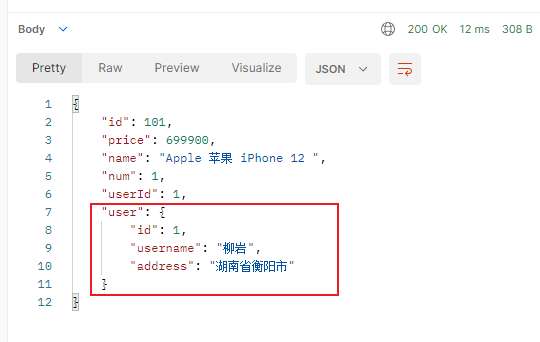 Body 200 OK 12 ms 308 B
Pretty Raw Preview Visualize JSON
1 {
2 "id": 101,
3 "price": 699900,
4 "name": "Apple 苹果 iPhone 12 ",
5 "num": 1,
6 "userId": 1,
7 "user": {
8 "id": 1,
9 "username": "柳岩",
10 "address": "湖南省衡阳市"
11 }
12 }